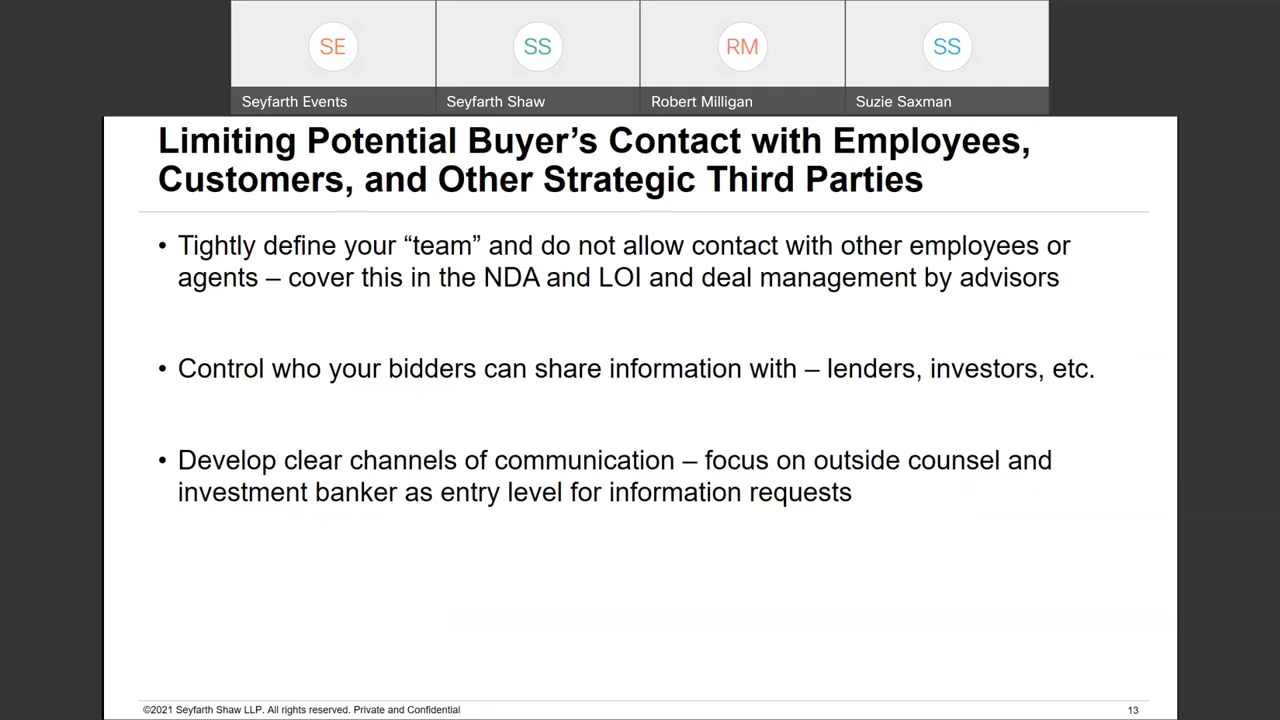 SE
SS
RM
SS
Seyfarth Events
Seyfarth Shaw
Robert Milligan
Suzie Saxman
Limiting Potential Buyer’s Contact with Employees,
Customers, and Other Strategic Third Parties
• Tightly define your “team” and do not allow contact with other employees or
agents – cover this in the NDA and LOI and deal management by advisors
• Control who your bidders can share information with – lenders, investors, etc.
• Develop clear channels of communication – focus on outside counsel and
investment banker as entry level for information requests
©2021 Seyfarth Shaw LLP. All rights reserved. Private and Confidential
13